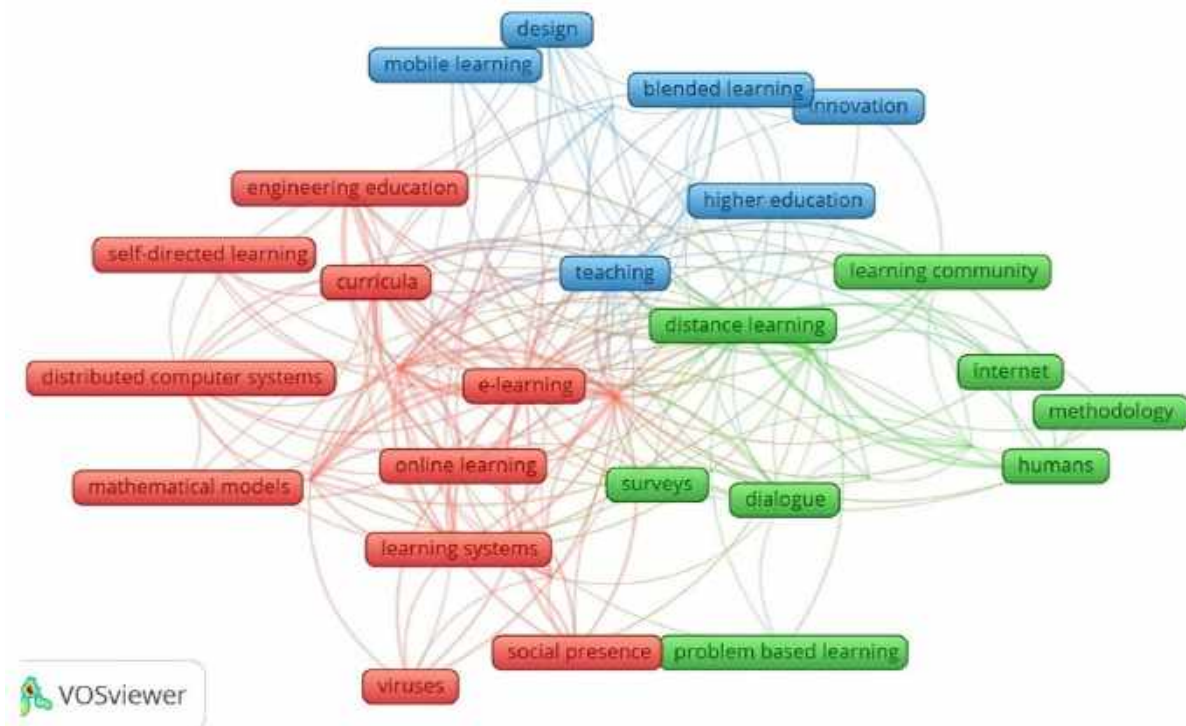 design
mobile learning
blended learning
innovation
engineering education
higher education
self-directed learning
curricula
teaching
learning community
distance learning
distributed computer systems
e-learning
internet
methodology
online learning
humans
mathematical models
surveys
dialogue
learning systems
social presence
problem based learning
viruses
VOSviewer